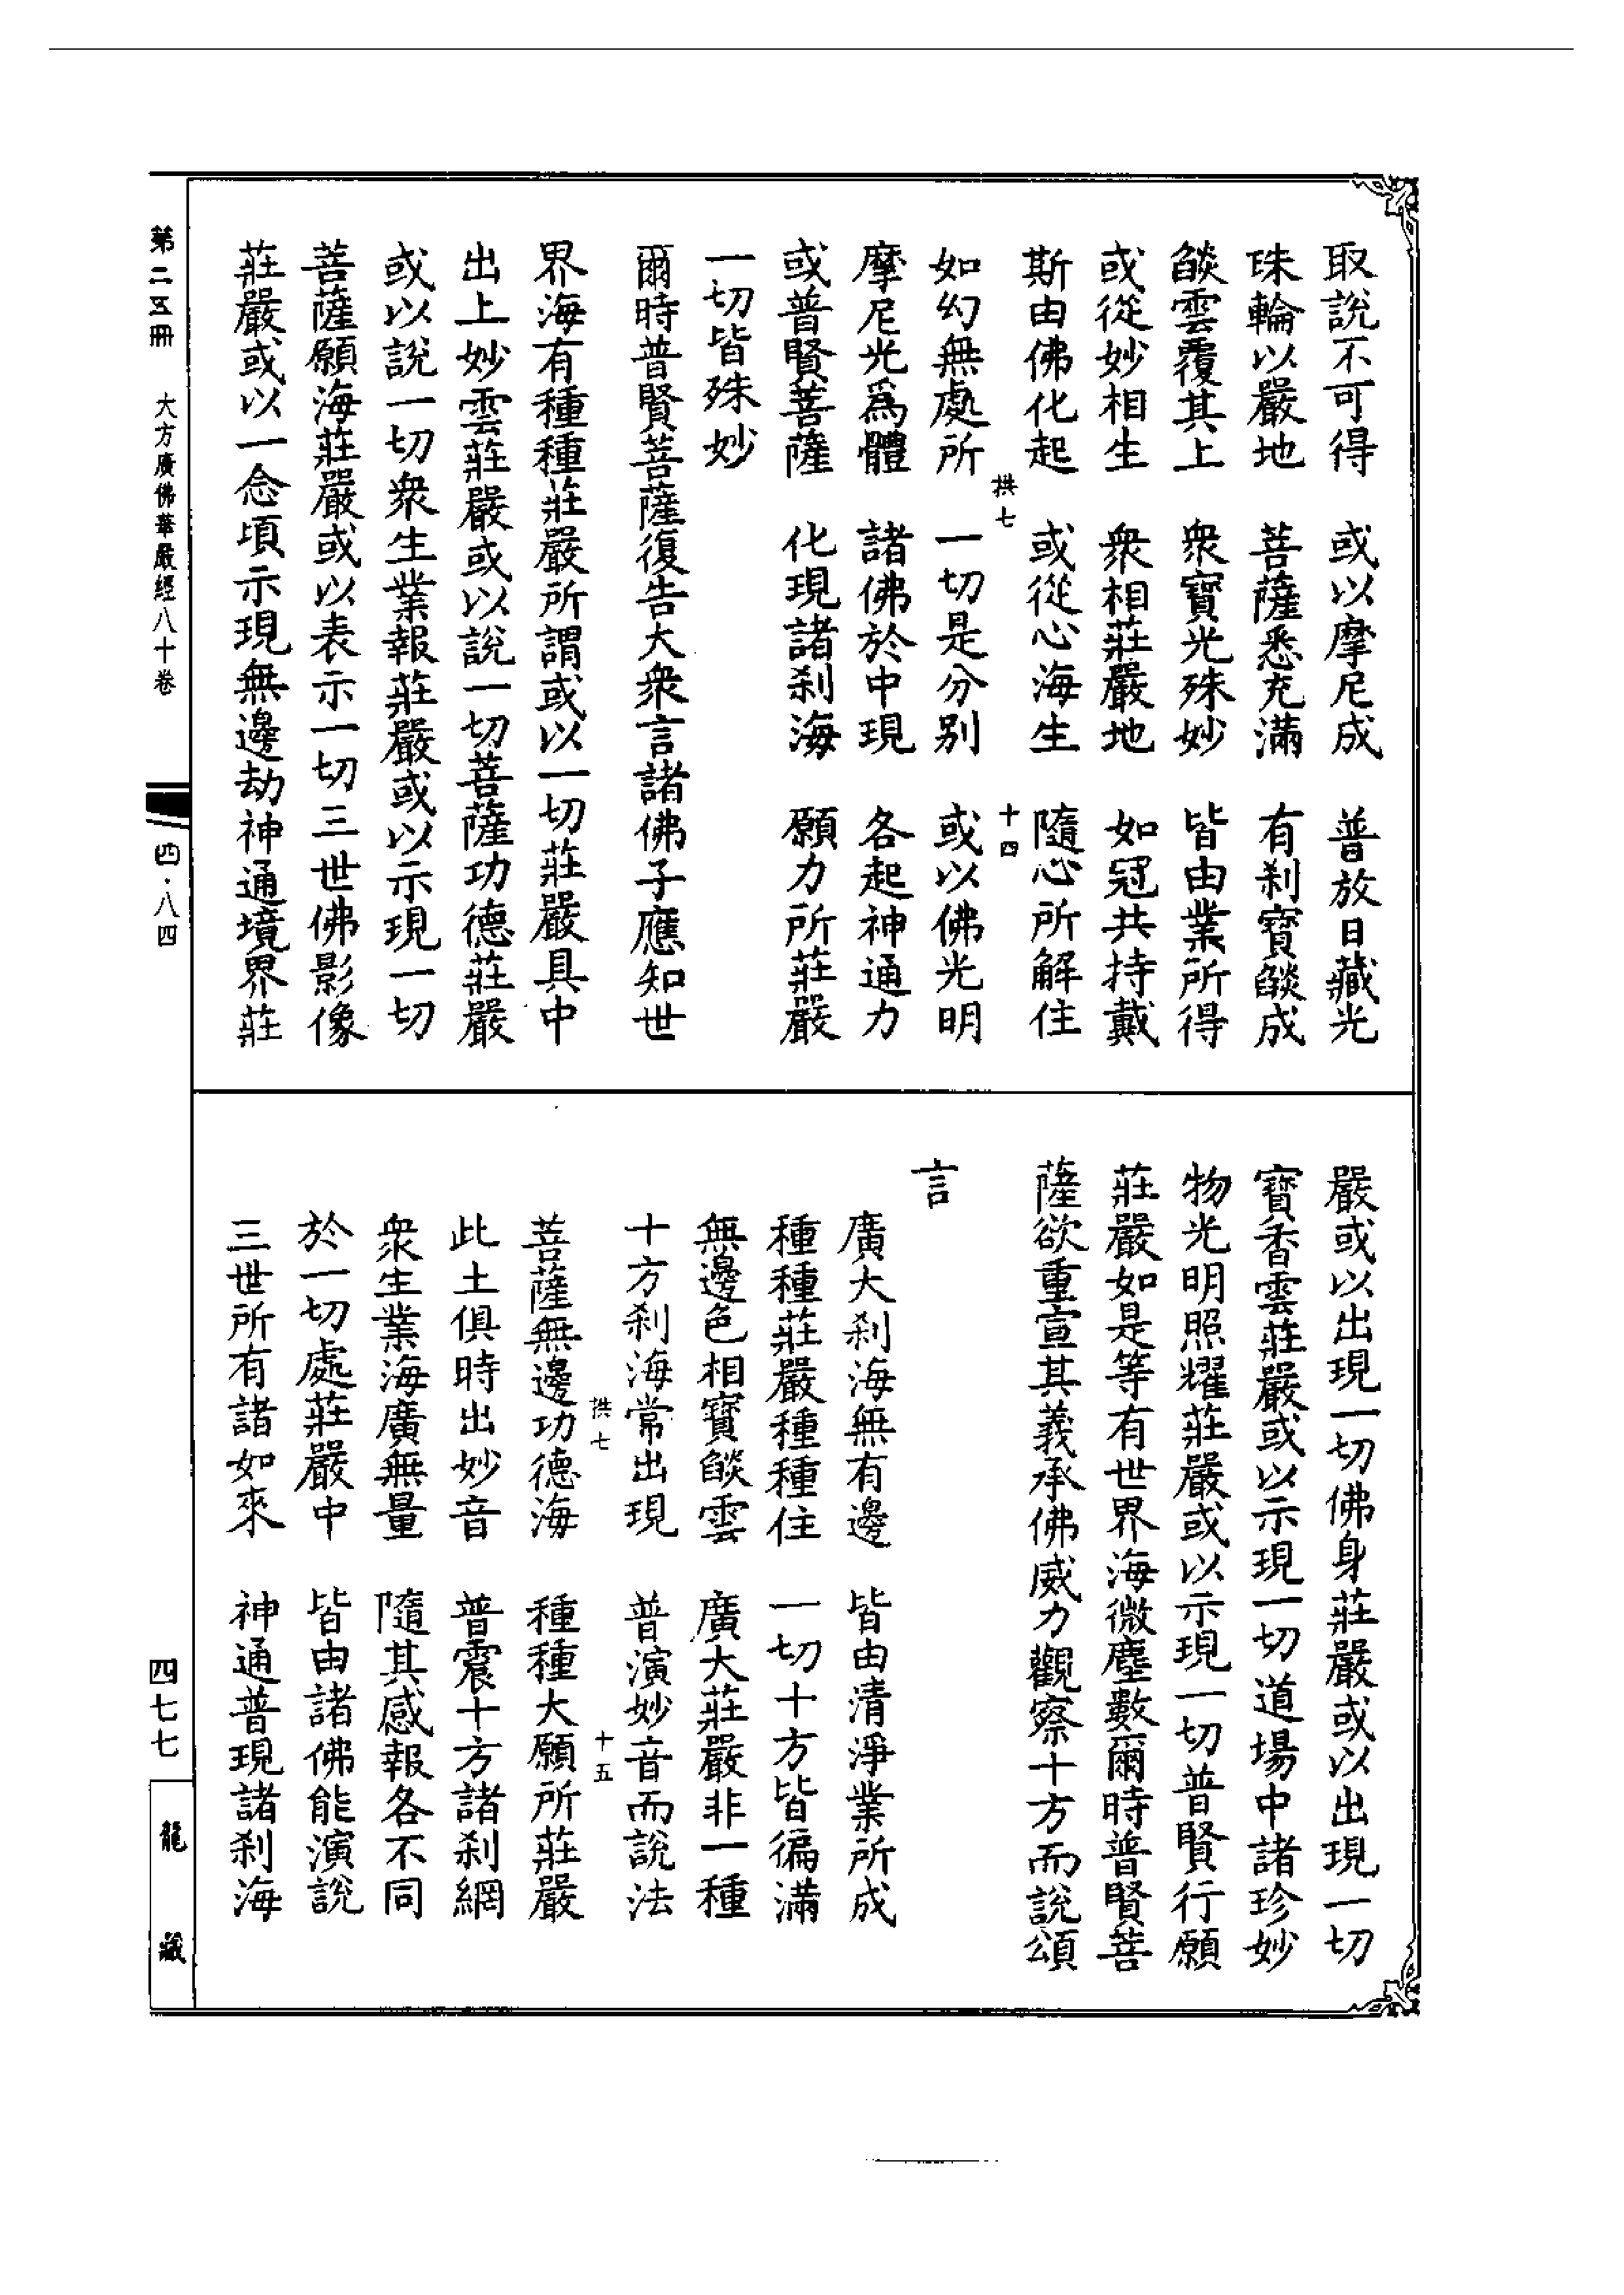 取說不可得　或以摩尼成　普放日藏光
珠輪以嚴地　菩薩悉充滿　有刹寶燄成
燄雲覆其上　衆寶光殊妙　皆由業所得
或從妙相生　衆相莊嚴地　如冠共持戴
斯由佛化起　或從心海生　隨心所解住
拱七　十四
如幻無處所　一切是分別　或以佛光明
摩尼光爲體　諸佛於中現　各起神通力
或普賢菩薩　化現諸刹海　願力所莊嚴
一切皆殊妙
爾時普賢菩薩復告大衆言諸佛子應知世
界海有種種莊嚴所謂或以一切莊嚴具中
出上妙雲莊嚴或以說一切菩薩功德莊嚴
或以說一切衆生業報莊嚴或以示現一切
菩薩願海莊嚴或以表示一切三世佛影像
莊嚴或以一念頃示現無邊劫神通境界莊
嚴或以出現一切佛身莊嚴或以出現一切
寶香雲莊嚴或以示現一切道場中諸珍妙
物光明照耀莊嚴或以示現一切普賢行願
莊嚴如是等有世界海微塵數爾時普賢菩
薩欲重宣其義承佛威力觀察十方而說頌
言
廣大刹海無有邊　皆由清淨業所成
種種莊嚴種種住　一切十方皆徧滿
無邊色相寶燄雲　廣大莊嚴非一種
十方刹海常出現　普演妙音而說法
拱七　十五
菩薩無邊功德海　種種大願所莊嚴
此土俱時出妙音　普震十方諸刹網
衆生業海廣無量　隨其感報各不同
於一切處莊嚴中　皆由諸佛能演說
三世所有諸如來　神通普現諸刹海
第二五冊　大方廣佛華嚴經八十卷　四·八四
四七七　龍藏